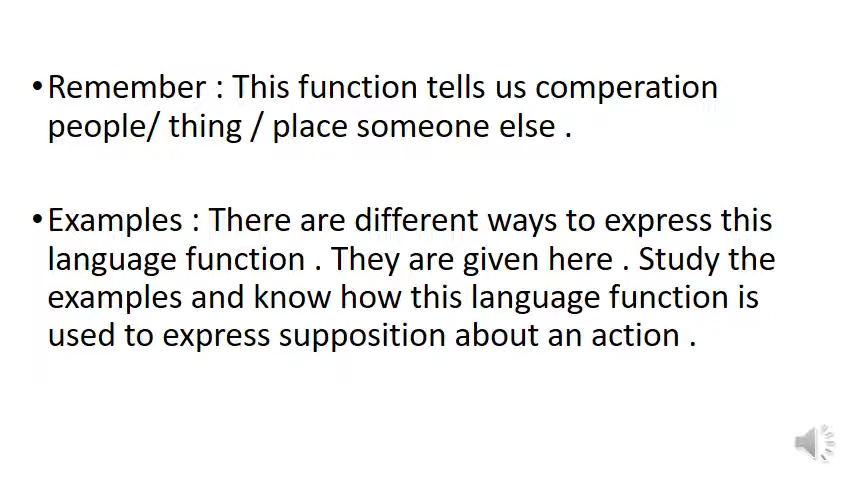 •Remember : This function tells us comperation
people/ thing / place someone else .
•Examples : There are different ways to express this
language function . They are given here . Study the
examples and know how this language function is
used to express supposition about an action .